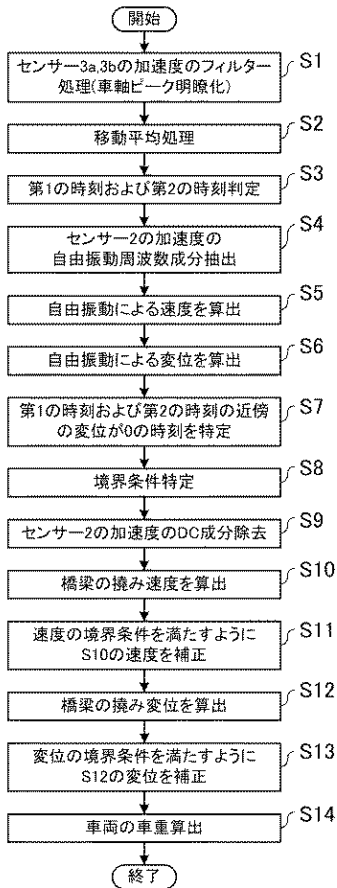 開始
センサー3a,3bの加速度のフィルター
処理(車軸ピーク明瞭化)
S1
移動平均処理
S2
第1の時刻および第2の時刻判定
S3
センサー2の加速度の
自由振動周波数成分抽出
S4
自由振動による速度を算出
S5
自由振動による変位を算出
S6
第1の時刻および第2の時刻の近傍
の変位が0の時刻を特定
S7
境界条件特定
S8
センサー2の加速度のDC成分除去
S9
橋梁の撓み速度を算出
S10
速度の境界条件を満たすように
S10の速度を補正
S11
橋梁の撓み変位を算出
S12
変位の境界条件を満たすように
S12の変位を補正
S13
車両の車重算出
S14
終了